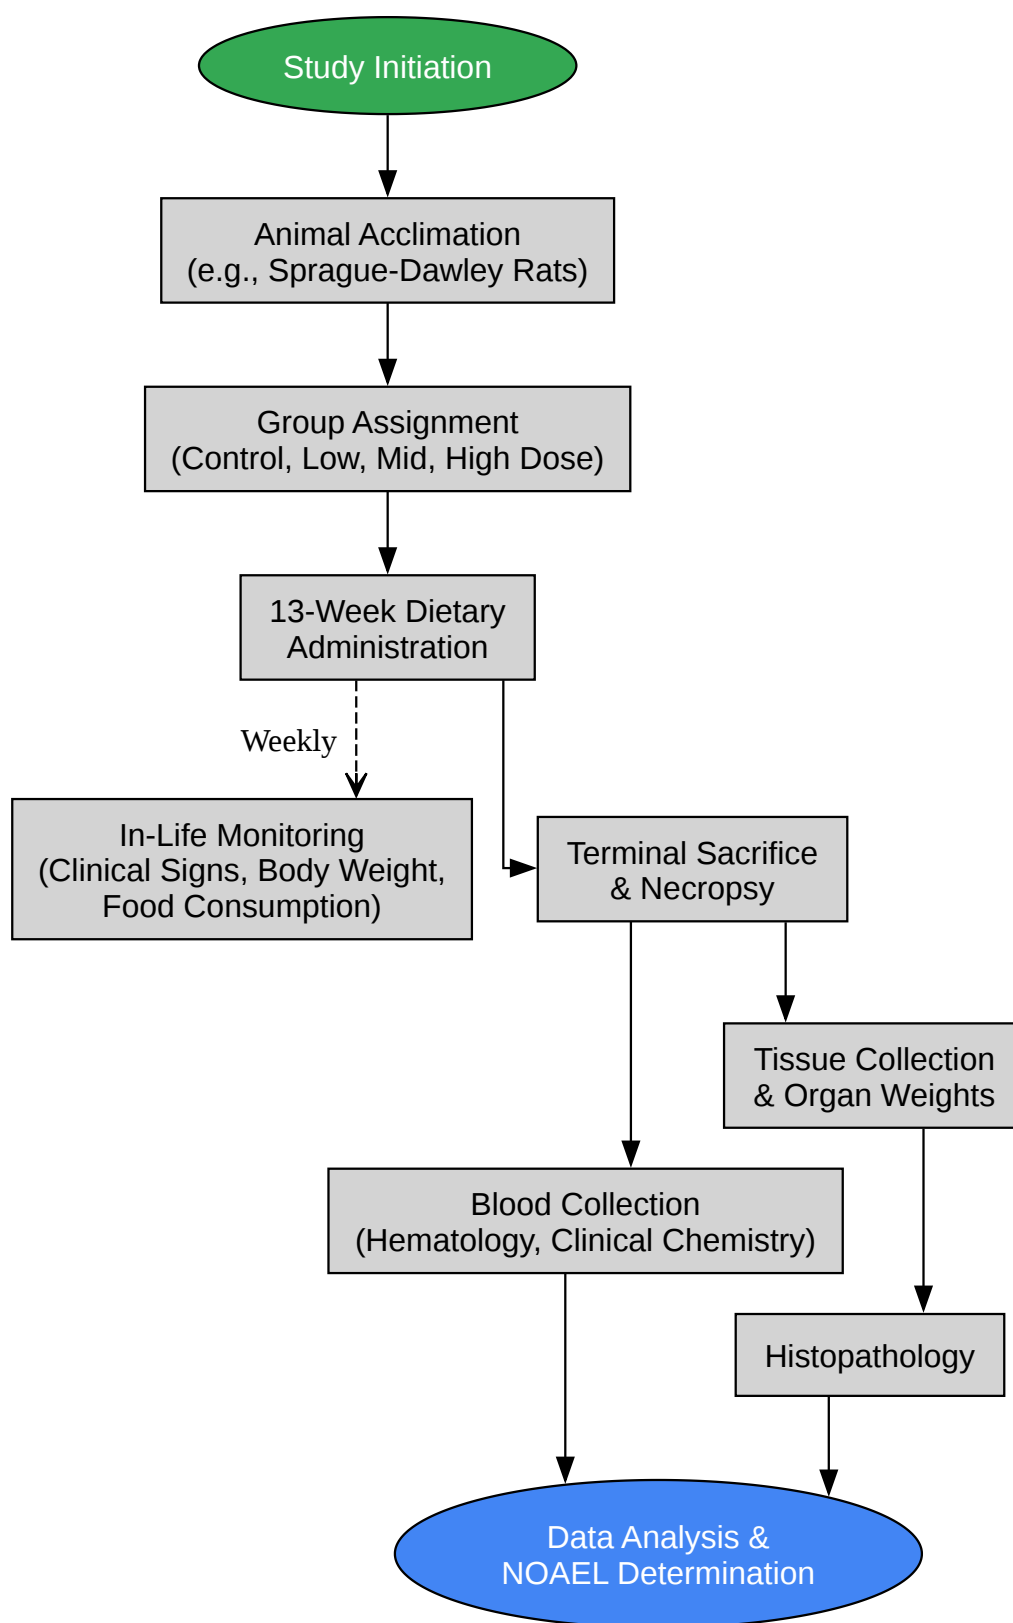 Study Initiation
Animal Acclimation
(e.g., Sprague-Dawley Rats)
Group Assignment
(Control, Low, Mid, High Dose)
13-Week Dietary
Administration
Weekly
In-Life Monitoring
(Clinical Signs, Body Weight,
Food Consumption)
Terminal Sacrifice
& Necropsy
Tissue Collection
& Organ Weights
Blood Collection
(Hematology, Clinical Chemistry)
Histopathology
Data Analysis &
NOAEL Determination